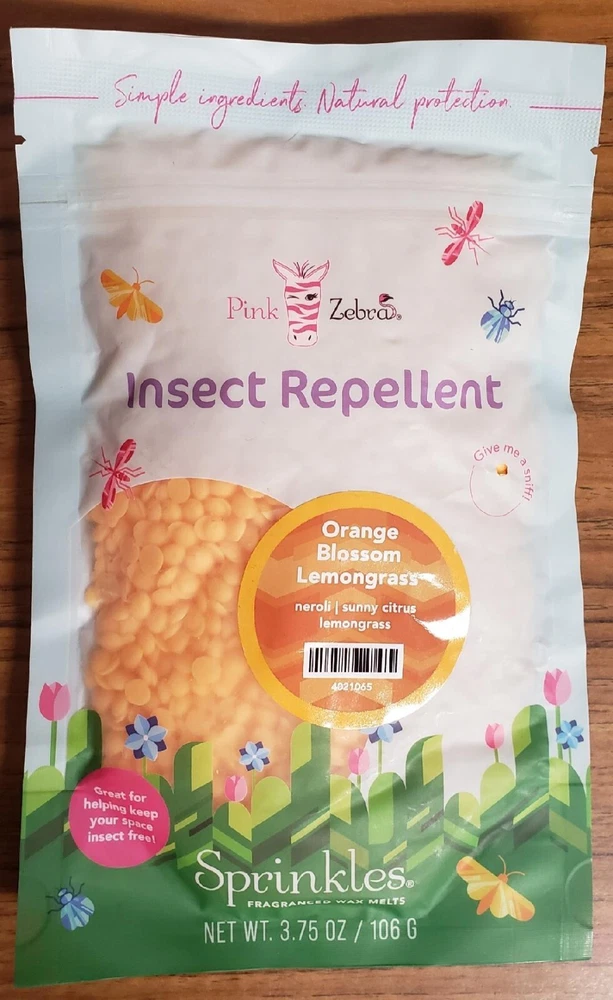 Simple ingredients. Natural protection.
Pink Zebra®
Insect Repellent
Give me a sniff!
Orange
Blossom
Lemongrass
neroli | sunny citrus
lemongrass
4021065
Great for
helping keep
your space
insect free!
Sprinkles®
FRAGRANCED WAX MELTS
NET WT. 3.75 OZ / 106 G